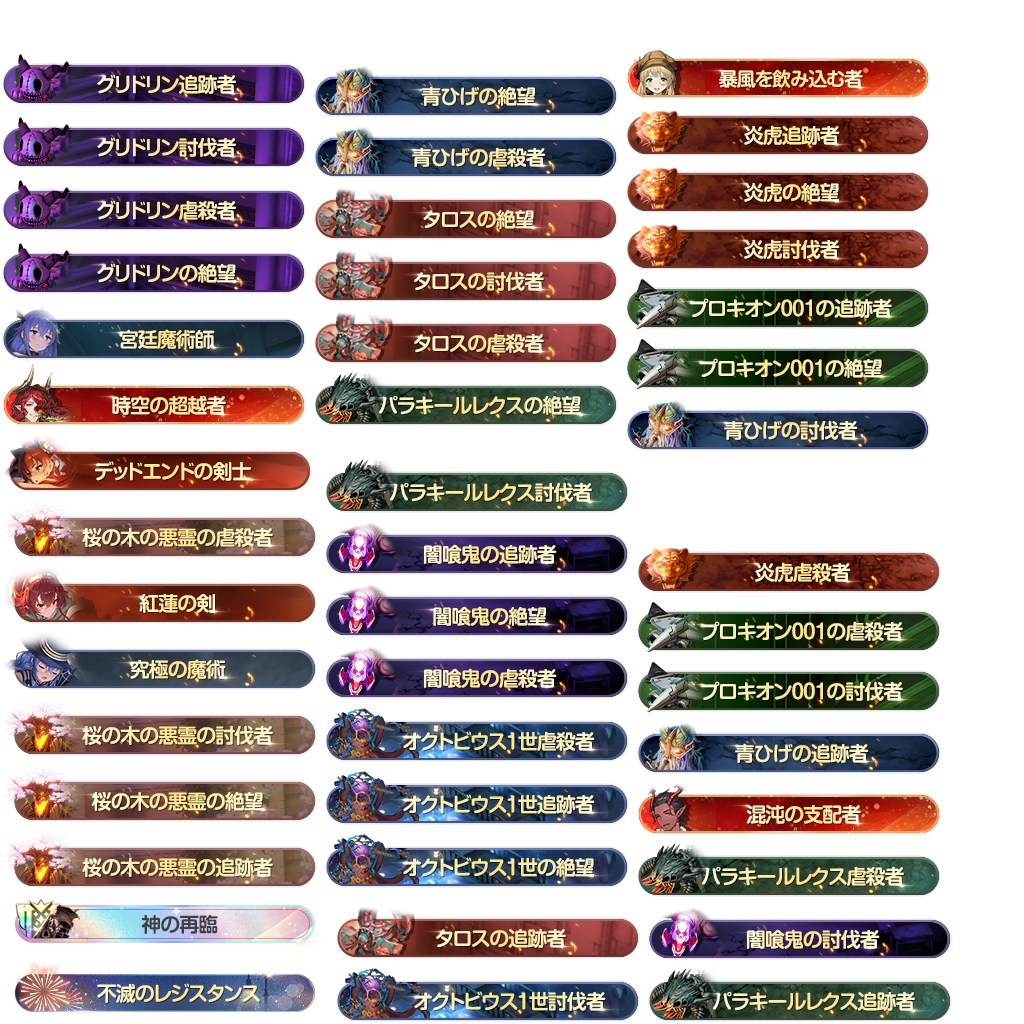 グリドリン追跡者
グリドリン討伐者
グリドリン虐殺者
グリドリンの絶望
宮廷魔術師
時空の超越者
デッドエンドの剣士
桜の木の悪霊の虐殺者
紅蓮の剣
究極の魔術
桜の木の悪霊の討伐者
桜の木の悪霊の絶望
桜の木の悪霊の追跡者
神の再臨
不滅のレジスタンス
青ひげの絶望
青ひげの虐殺者
タロスの絶望
タロスの討伐者
タロスの虐殺者
パラキールレクスの絶望
パラキールレクス討伐者
闇喰鬼の追跡者
闇喰鬼の絶望
闇喰鬼の虐殺者
オクトビウス1世虐殺者
オクトビウス1世追跡者
オクトビウス1世の絶望
タロスの追跡者
オクトビウス1世討伐者
暴風を飲み込む者
炎虎追跡者
炎虎の絶望
炎虎討伐者
プロキオン001の追跡者
プロキオン001の絶望
青ひげの討伐者
炎虎虐殺者
プロキオン001の虐殺者
プロキオン001の討伐者
青ひげの追跡者
混沌の支配者
パラキールレクス虐殺者
闇喰鬼の討伐者
パラキールレクス追跡者